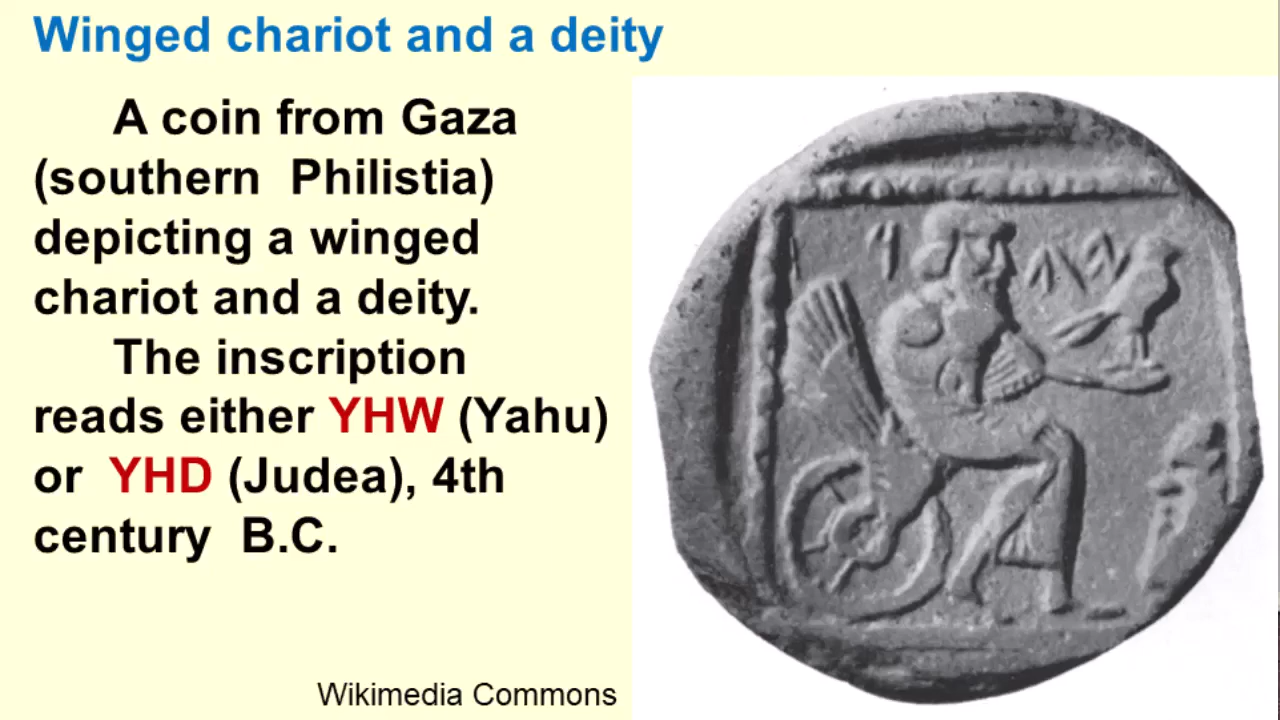 Winged chariot and a deity
A coin from Gaza
(southern Philistia)
depicting a winged
chariot and a deity.
The inscription
reads either YHW (Yahu)
or YHD (Judea), 4th
century B.C.
Wikimedia Commons